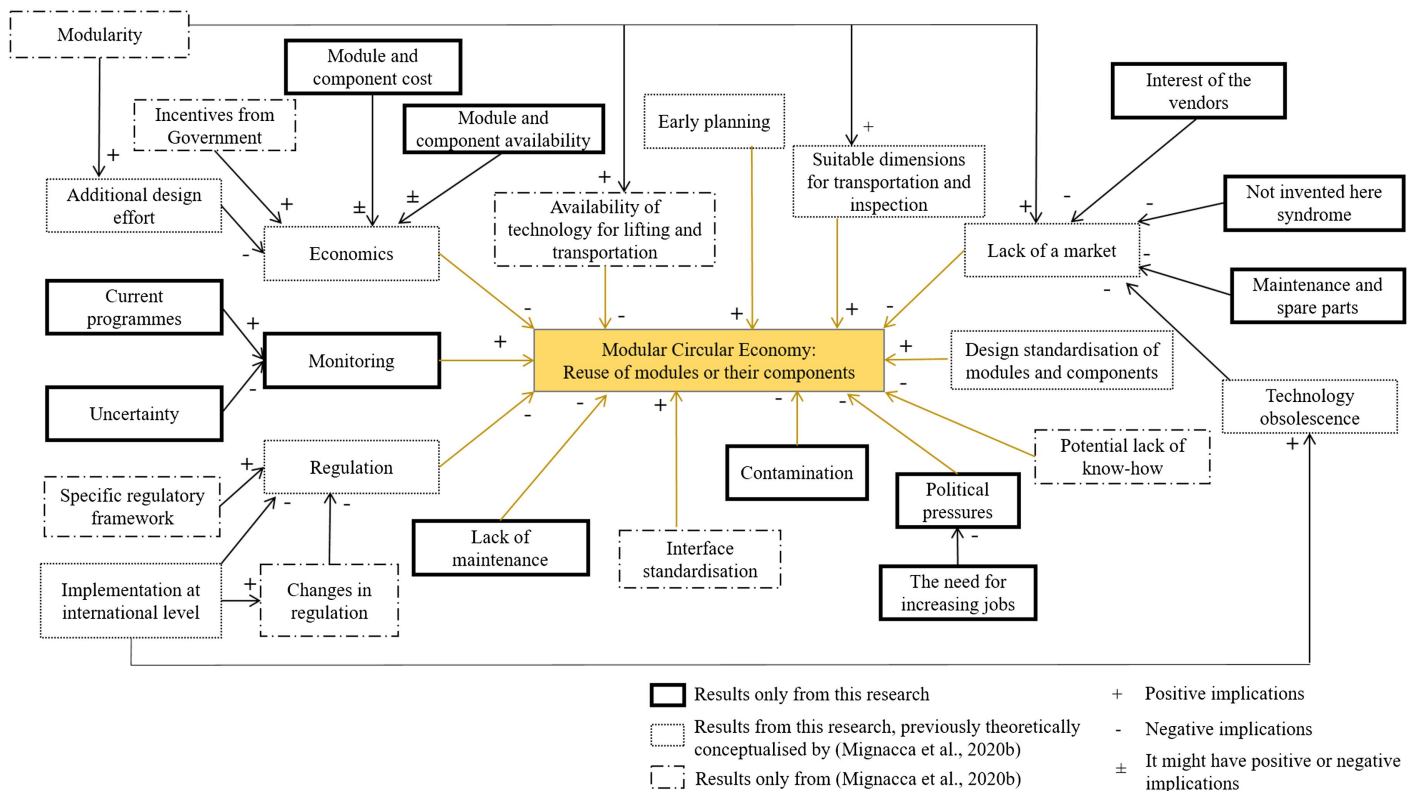 Modularity
Module and
component cost
Interest of the
vendors
Incentives from
Government
Module and
component availability
Early planning
+
+
Suitable dimensions
for transportation and
inspection
Additional design
effort
+
±
±
+
Availability of
technology for lifting and
transportation
Not invented here
syndrome
-
-
+
-
Economics
Lack of a market
-
-
Maintenance and
spare parts
Current
programmes
+
-
-
+
+
-
-
Monitoring
+
Modular Circular Economy:
Reuse of modules or their components
+
Design standardisation of
modules and components
Uncertainty
-
-
-
+
-
-
-
Technology
obsolescence
+
Regulation
+
-
-
Contamination
Potential lack of
know-how
Specific regulatory
framework
Political
pressures
-
Lack of
maintenance
Interface
standardisation
The need for
increasing jobs
Implementation at
international level
+
Changes in
regulation
Results only from this research
+ Positive implications
Results from this research, previously theoretically
conceptualised by (Mignacca et al., 2020b)
- Negative implications
Results only from (Mignacca et al., 2020b)
± It might have positive or negative
implications